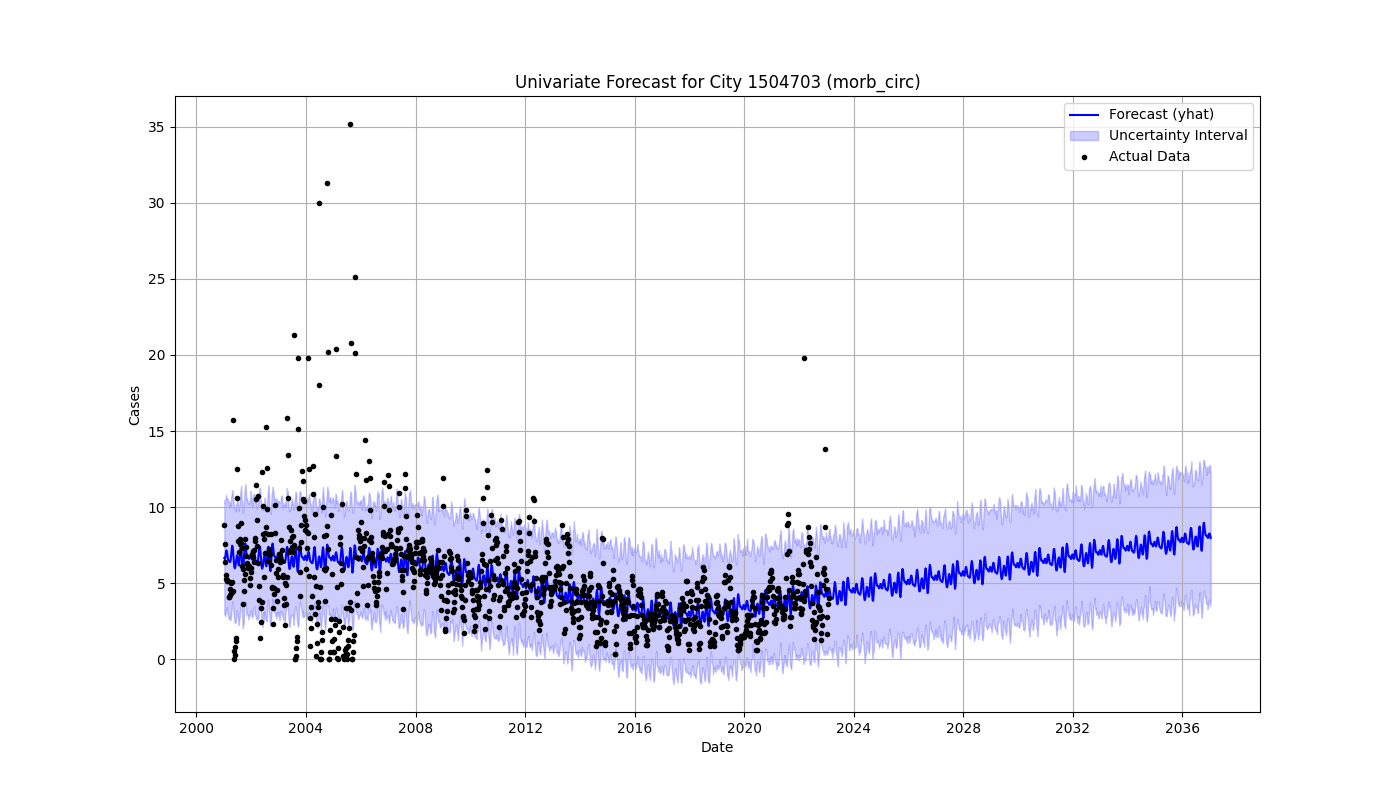 Univariate Forecast for City 1504703 (morb_circ)
Forecast (yhat)
Uncertainty Interval
Actual Data
Cases
35
30
25
20
15
10
5
0
2000 2004 2008 2012 2016 2020 2024 2028 2032 2036
Date